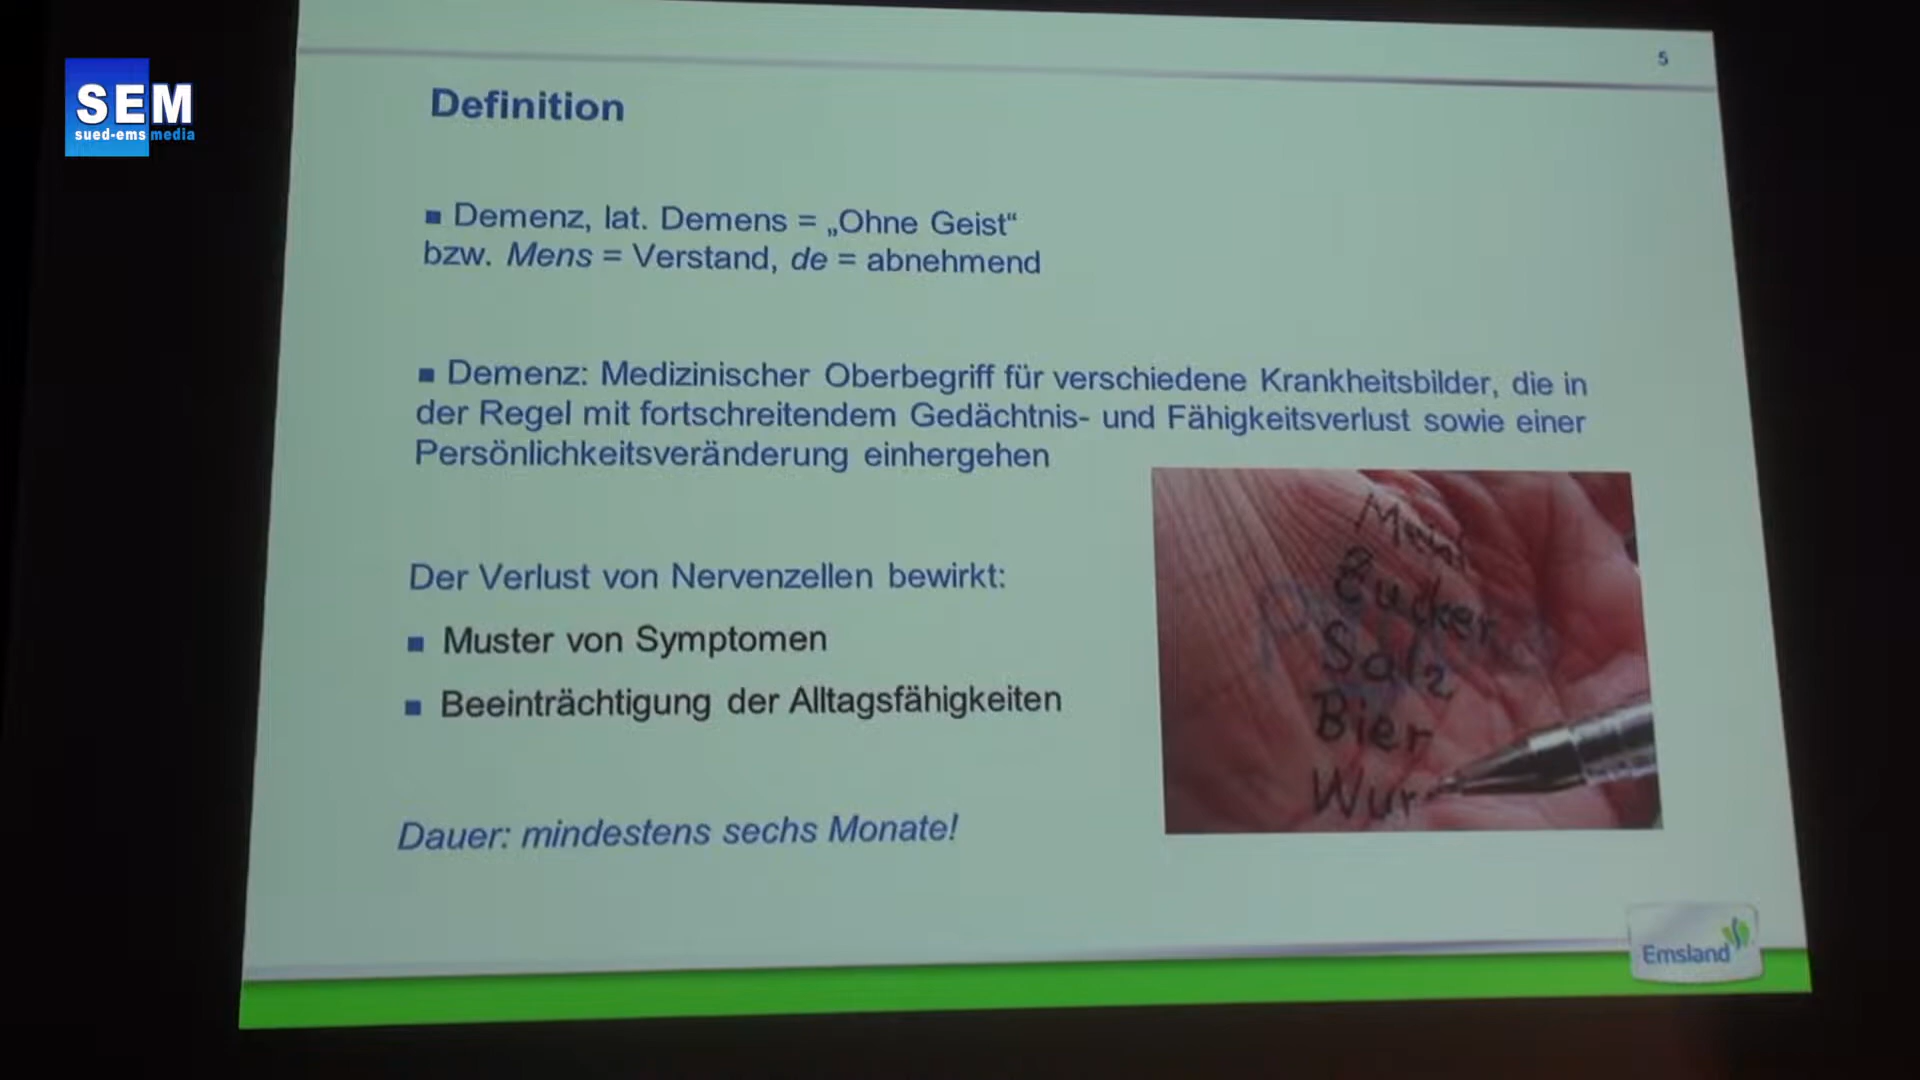 SEM
sued-ems media
5
Definition
■ Demenz, lat. Demens = „Ohne Geist“
bzw. Mens = Verstand, de = abnehmend
■ Demenz: Medizinischer Oberbegriff für verschiedene Krankheitsbilder, die in
der Regel mit fortschreitendem Gedächtnis- und Fähigkeitsverlust sowie einer
Persönlichkeitsveränderung einhergehen
Der Verlust von Nervenzellen bewirkt:
■ Muster von Symptomen
■ Beeinträchtigung der Alltagsfähigkeiten
Dauer: mindestens sechs Monate!
Zucker
Salz
Bier
Wur
Emsland